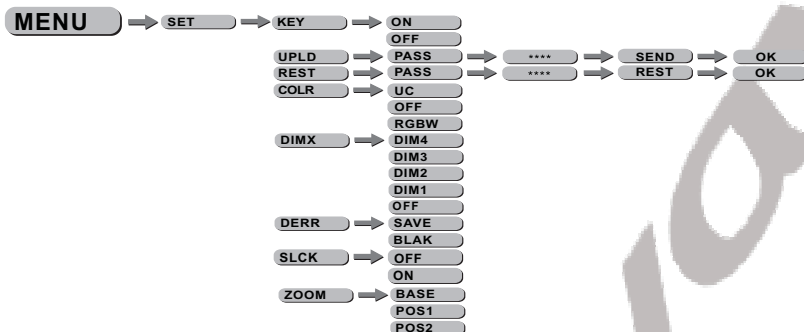 MENU SET KEY ON
OFF
UPLD PASS **** SEND OK
REST PASS **** REST OK
COLR UC
OFF
RGBW
DIMX DIM4
DIM3
DIM2
DIM1
OFF
DERR SAVE
BLAK
SLCK OFF
ON
ZOOM BASE
POS1
POS2